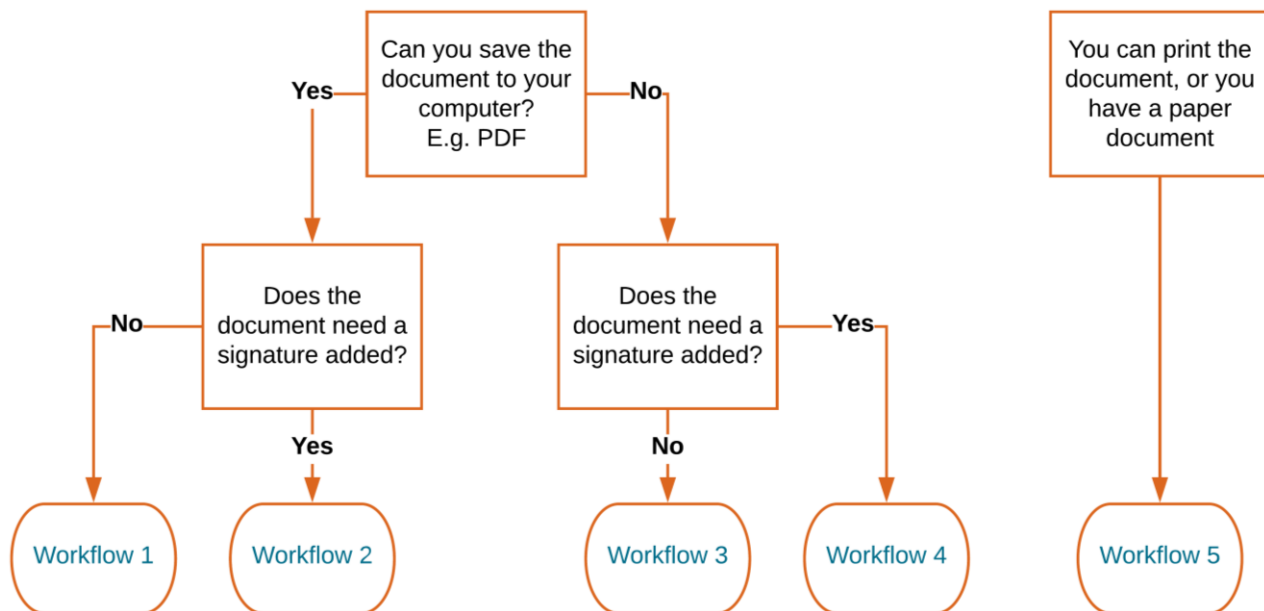 Can you save the
document to your
computer?
E.g. PDF
Yes
No
You can print the
document, or you
have a paper
document
Does the
document need a
signature added?
No
Yes
Does the
document need a
signature added?
Yes
No
Workflow 1
Workflow 2
Workflow 3
Workflow 4
Workflow 5